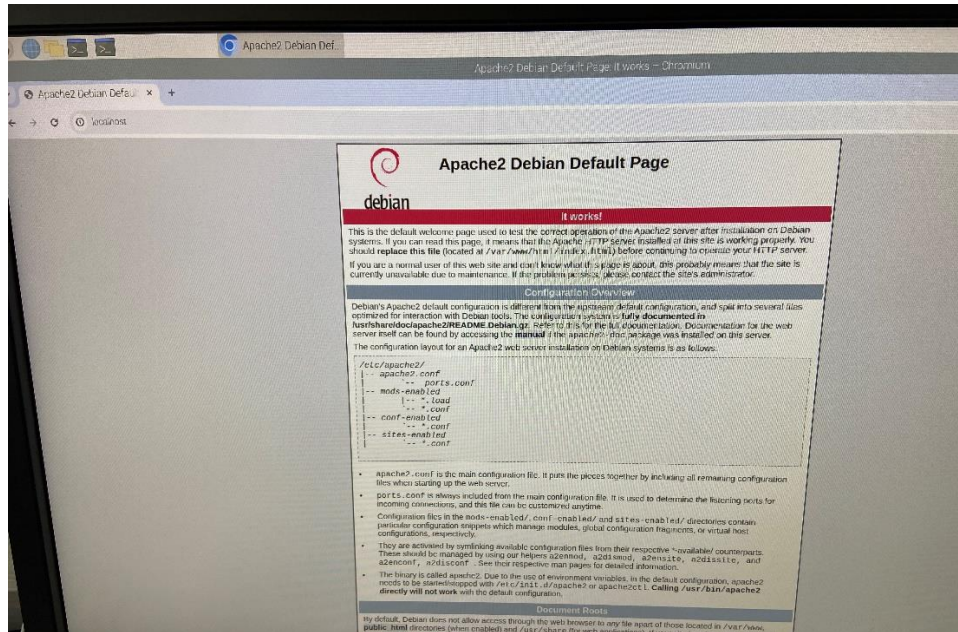 Apache2 Debian Def...
Apache2 Debian Default Page: It works – Chromium
Apache2 Debian Defau
localhost
Apache2 Debian Default Page
debian
It works!
This is the default welcome page used to test the correct operation of the Apache2 server after installation on Debian
systems. If you can read this page, it means that the Apache HTTP server installed at this site is working properly. You
should replace this file (located at /var/www/html/index.html) before continuing to operate your HTTP server.
If you are a normal user of this web site and don't know what this page is about, this probably means that the site is
currently unavailable due to maintenance. If the problem persists, please contact the site's administrator.
Configuration Overview
Debian's Apache2 default configuration is different from the upstream default configuration, and split into several files
optimized for interaction with Debian tools. The configuration system is fully documented in
/usr/share/doc/apache2/README.Debian.gz. Refer to this for the full documentation. Documentation for the web
server itself can be found by accessing the manual if the apache2-doc package was installed on this server.
The configuration layout for an Apache2 web server installation on Debian systems is as follows:
/etc/apache2/
|-- apache2.conf
|       `-- ports.conf
|-- mods-enabled
|       |-- *.load
|       `-- *.conf
|-- conf-enabled
|       `-- *.conf
|-- sites-enabled
|       `-- *.conf
• apache2.conf is the main configuration file. It puts the pieces together by including all remaining configuration
files when starting up the web server.
• ports.conf is always included from the main configuration file. It is used to determine the listening ports for
incoming connections, and this file can be customized anytime.
• Configuration files in the mods-enabled/, conf-enabled/ and sites-enabled/ directories contain
particular configuration snippets which manage modules, global configuration fragments, or virtual host
configurations, respectively.
• They are activated by symlinking available configuration files from their respective *-available/ counterparts.
These should be managed by using our helpers a2enmod, a2dismod, a2ensite, a2dissite, and
a2enconf, a2disconf . See their respective man pages for detailed information.
• The binary is called apache2. Due to the use of environment variables, in the default configuration, apache2
needs to be started/stopped with /etc/init.d/apache2 or apache2ctl. Calling /usr/bin/apache2
directly will not work with the default configuration.
Document Roots
By default, Debian does not allow access through the web browser to any file apart of those located in /var/www,
public_html directories (when enabled) and /usr/share